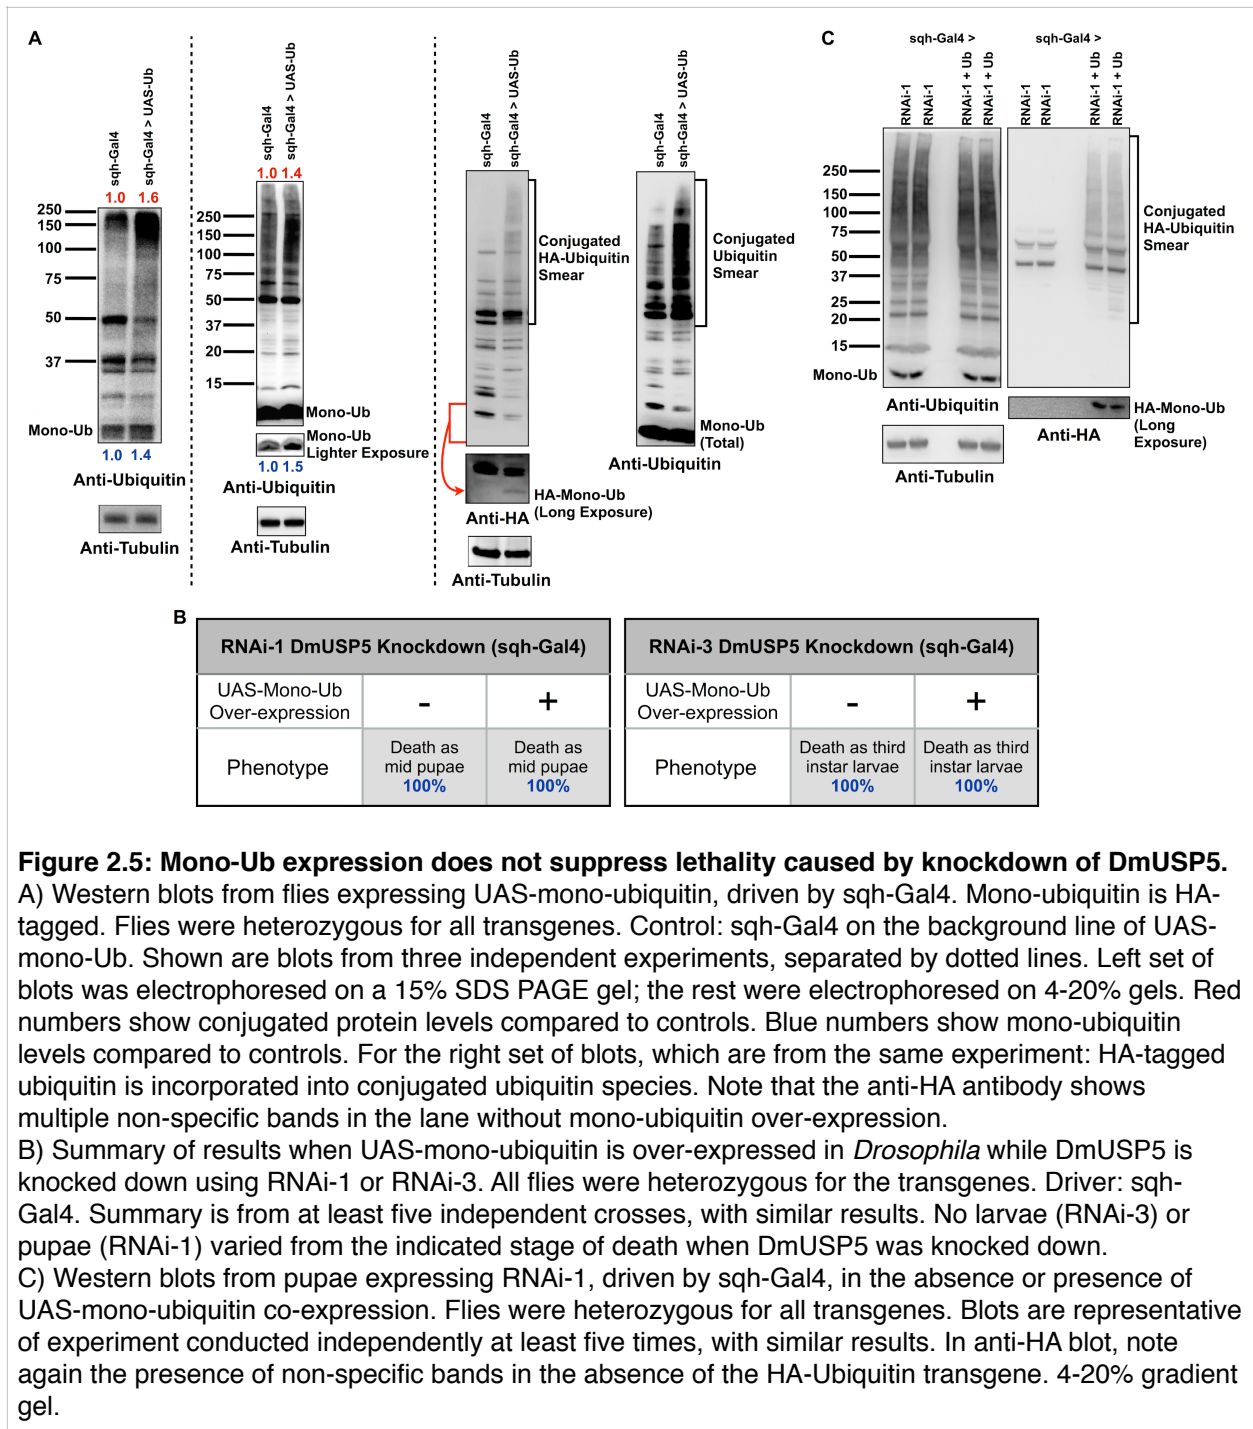 A
sqh-Gal4
sqh-Gal4 > UAS-Ub
1.0 1.6
250
150
100
75
50
37
Mono-Ub
1.0 1.4
Anti-Ubiquitin
Anti-Tubulin
sqh-Gal4
sqh-Gal4 > UAS-Ub
1.0 1.4
250
150
100
75
50
37
20
15
Mono-Ub
Mono-Ub
Lighter Exposure
1.0 1.5
Anti-Ubiquitin
Anti-Tubulin
sqh-Gal4
sqh-Gal4 > UAS-Ub
Conjugated
HA-Ubiquitin
Smear
HA-Mono-Ub
(Long Exposure)
Anti-HA
Anti-Tubulin
sqh-Gal4
sqh-Gal4 > UAS-Ub
Conjugated
Ubiquitin
Smear
Mono-Ub
(Total)
Anti-Ubiquitin
C
sqh-Gal4 >
RNAi-1
RNAi-1
RNAi-1 + Ub
RNAi-1 + Ub
sqh-Gal4 >
RNAi-1
RNAi-1
RNAi-1 + Ub
RNAi-1 + Ub
250
150
100
75
50
37
25
20
15
Mono-Ub
Anti-Ubiquitin
Anti-Tubulin
Conjugated
HA-Ubiquitin
Smear
HA-Mono-Ub
(Long
Exposure)
Anti-HA
B
RNAi-1 DmUSP5 Knockdown (sqh-Gal4)
UAS-Mono-Ub
Over-expression
- +
Phenotype
Death as
mid pupae
100%
Death as
mid pupae
100%
RNAi-3 DmUSP5 Knockdown (sqh-Gal4)
UAS-Mono-Ub
Over-expression
- +
Phenotype
Death as third
instar larvae
100%
Death as third
instar larvae
100%
Figure 2.5: Mono-Ub expression does not suppress lethality caused by knockdown of DmUSP5.
A) Western blots from flies expressing UAS-mono-ubiquitin, driven by sqh-Gal4. Mono-ubiquitin is HA-
tagged. Flies were heterozygous for all transgenes. Control: sqh-Gal4 on the background line of UAS-
mono-Ub. Shown are blots from three independent experiments, separated by dotted lines. Left set of
blots was electrophoresed on a 15% SDS PAGE gel; the rest were electrophoresed on 4-20% gels. Red
numbers show conjugated protein levels compared to controls. Blue numbers show mono-ubiquitin
levels compared to controls. For the right set of blots, which are from the same experiment: HA-tagged
ubiquitin is incorporated into conjugated ubiquitin species. Note that the anti-HA antibody shows
multiple non-specific bands in the lane without mono-ubiquitin over-expression.
B) Summary of results when UAS-mono-ubiquitin is over-expressed in Drosophila while DmUSP5 is
knocked down using RNAi-1 or RNAi-3. All flies were heterozygous for the transgenes. Driver: sqh-
Gal4. Summary is from at least five independent crosses, with similar results. No larvae (RNAi-3) or
pupae (RNAi-1) varied from the indicated stage of death when DmUSP5 was knocked down.
C) Western blots from pupae expressing RNAi-1, driven by sqh-Gal4, in the absence or presence of
UAS-mono-ubiquitin co-expression. Flies were heterozygous for all transgenes. Blots are representative
of experiment conducted independently at least five times, with similar results. In anti-HA blot, note
again the presence of non-specific bands in the absence of the HA-Ubiquitin transgene. 4-20% gradient
gel.